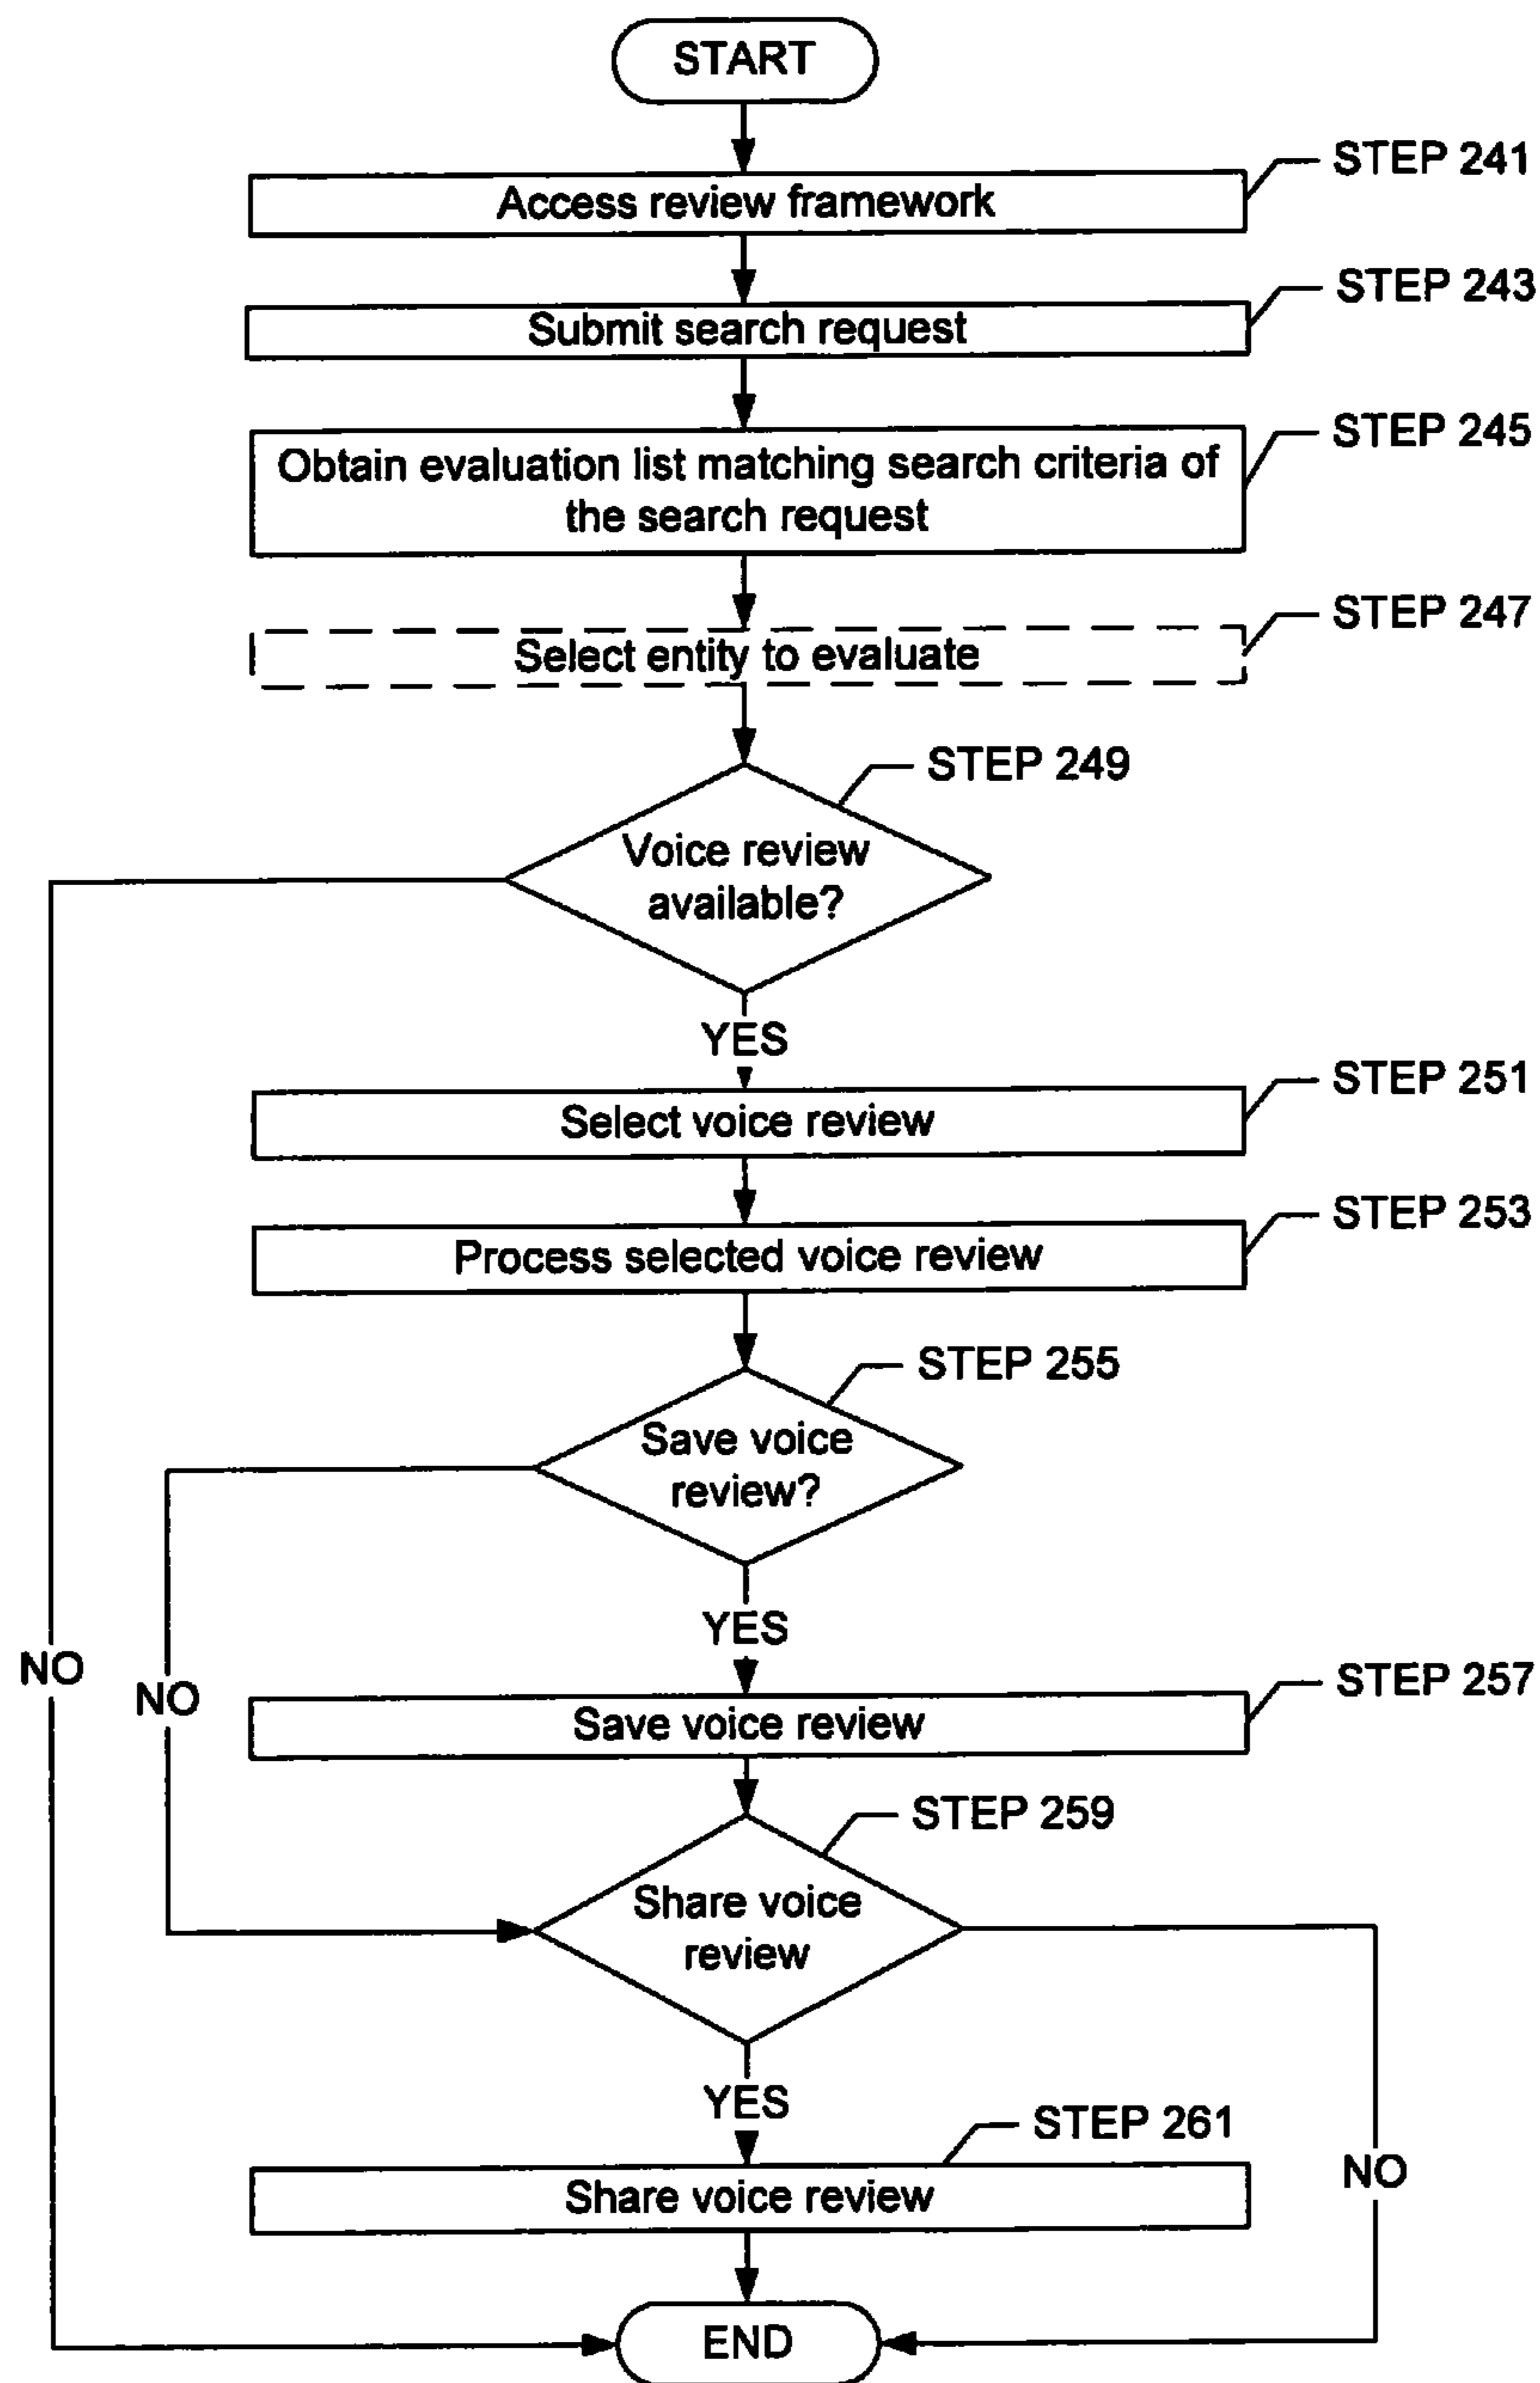 START
STEP 241
Access review framework
STEP 243
Submit search request
STEP 245
Obtain evaluation list matching search criteria of
the search request
STEP 247
Select entity to evaluate
STEP 249
Voice review
available?
YES
STEP 251
Select voice review
STEP 253
Process selected voice review
STEP 255
Save voice
review?
YES
NO
NO
STEP 257
Save voice review
STEP 259
Share voice
review
YES
STEP 261
NO
Share voice review
END